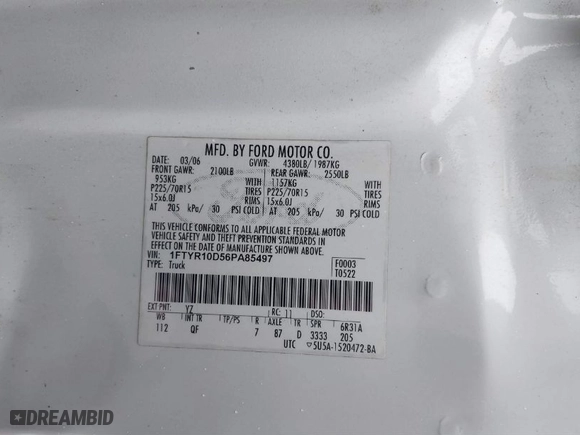 MFD. BY FORD MOTOR CO.
DATE: 03/06 GVWR: 4380LB/ 1987KG
FRONT GAWR: 2100LB REAR GAWR: 2550LB
953KG WITH 1157KG WITH
P225/70R15 TIRES P225/70R15 TIRES
15x6.0J RIMS 15x6.0J RIMS
AT 205 kPa/ 30 PSI COLD AT 205 kPa/ 30 PSI COLD
THIS VEHICLE CONFORMS TO ALL APPLICABLE FEDERAL MOTOR
VEHICLE SAFETY AND THEFT PREVENTION STANDARDS IN
EFFECT ON THE DATE OF MANUFACTURE SHOWN ABOVE.
VIN: 1FTYR10D56PA85497 F0003
TYPE: Truck T0522
EXT PNT: YZ RC: 11 DSO:
WB INT TR TP/PS R AXLE TR SPR 6R31A
112 QF 7 87 D 3333 205
UTC 5U5A-1520472-BA
DREAMBID